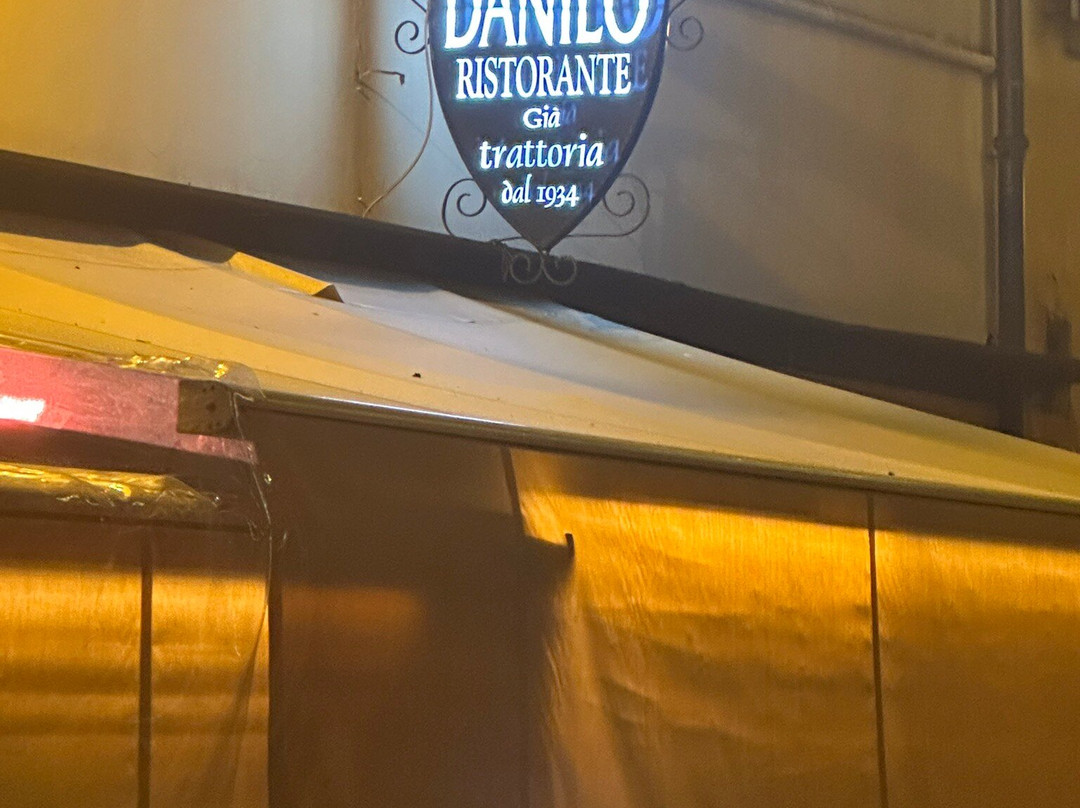 DANILO
RISTORANTE
Già
trattoria
dal 1934